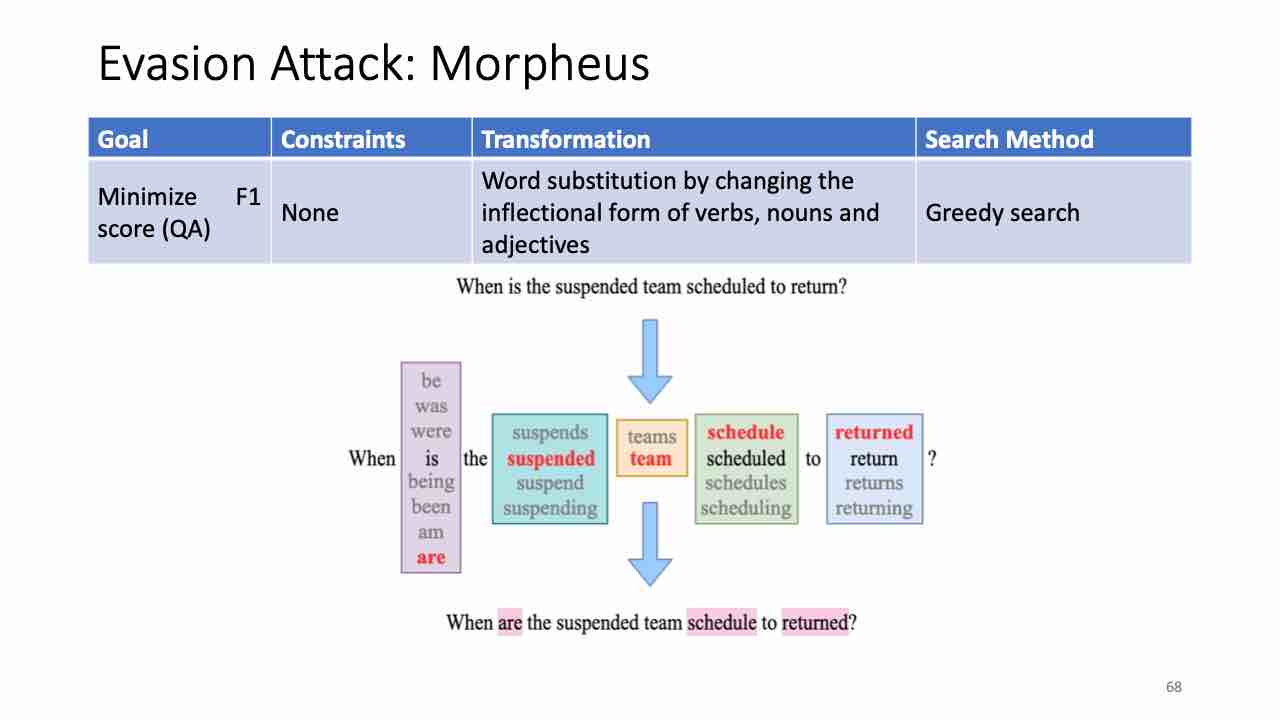 Evasion Attack: Morpheus
Goal
Constraints
Transformation
Search Method
Minimize F1
score (QA)
None
Word substitution by changing the
inflectional form of verbs, nouns and
adjectives
Greedy search
When is the suspended team scheduled to return?
be
was
were
is
being
been
am
are
When
the
suspends
suspended
suspend
suspending
teams
team
schedule
scheduled
schedules
scheduling
to
returned
return
returns
returning
?
When are the suspended team schedule to returned?
68